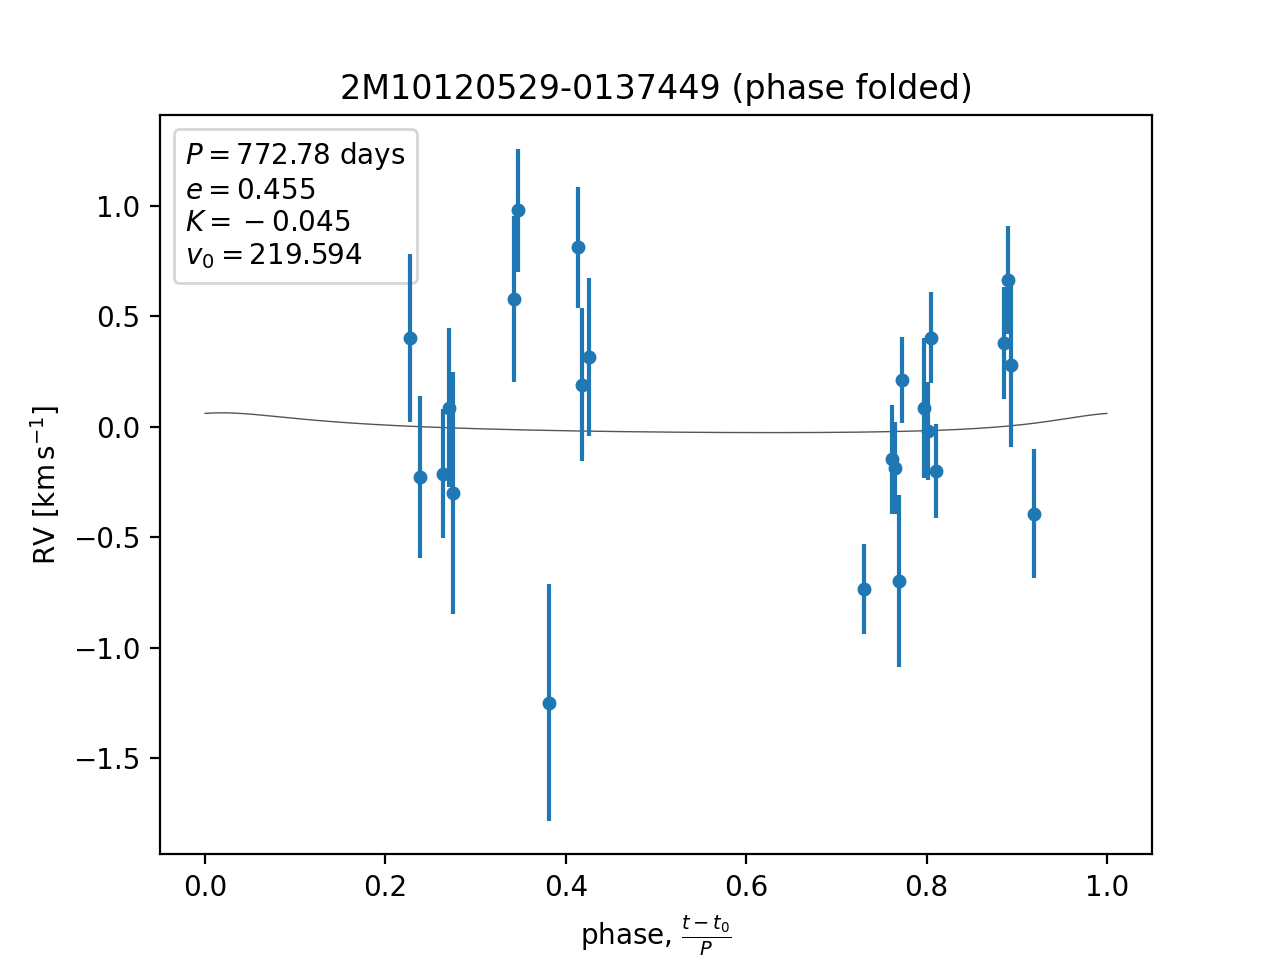 2M10120529-0137449 (phase folded)
P = 772.78 days
e = 0.455
K = −0.045
v₀ = 219.594
1.0
0.5
0.0
−0.5
−1.0
−1.5
RV [km s⁻¹]
0.0 0.2 0.4 0.6 0.8 1.0
phase, (t − t₀)/P